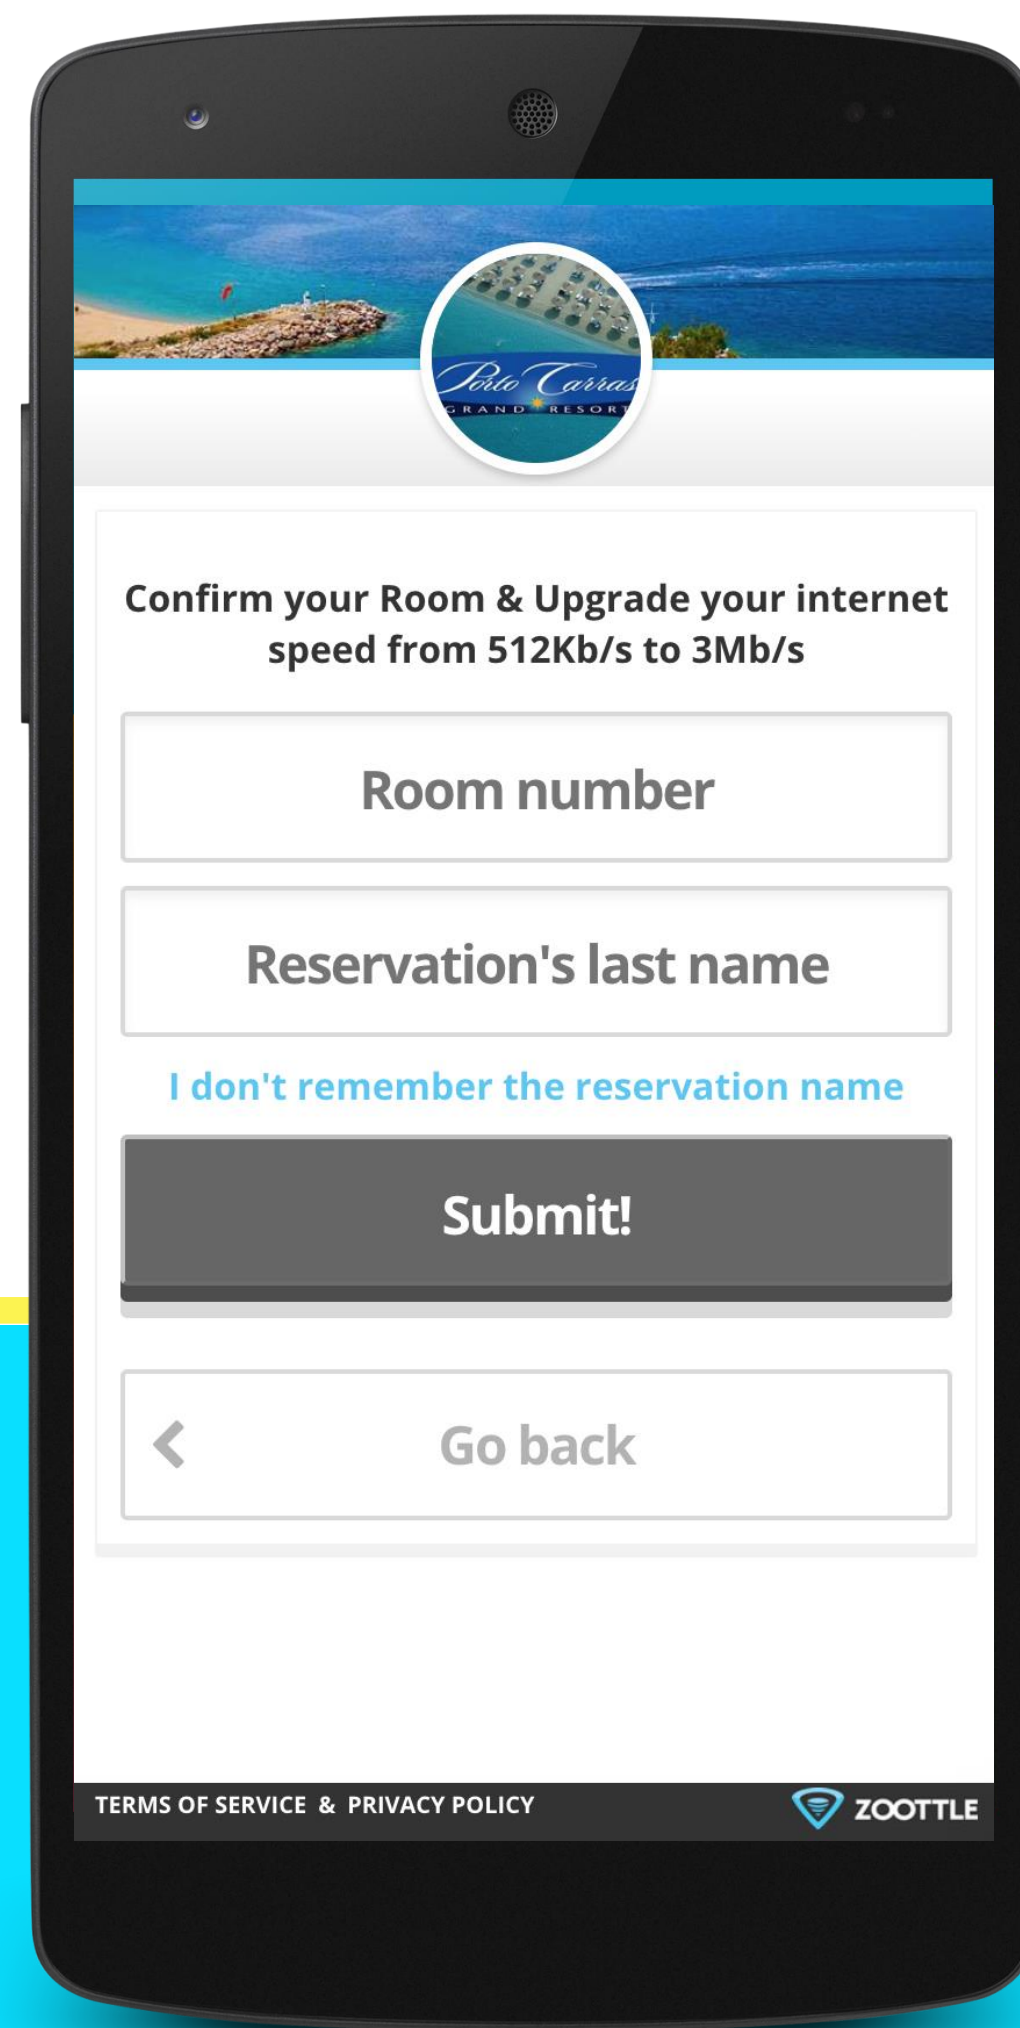 Porto Carras
GRAND RESORT
Confirm your Room & Upgrade your internet
speed from 512Kb/s to 3Mb/s
Room number
Reservation's last name
I don't remember the reservation name
Submit!
Go back
TERMS OF SERVICE & PRIVACY POLICY
ZOOTTLE